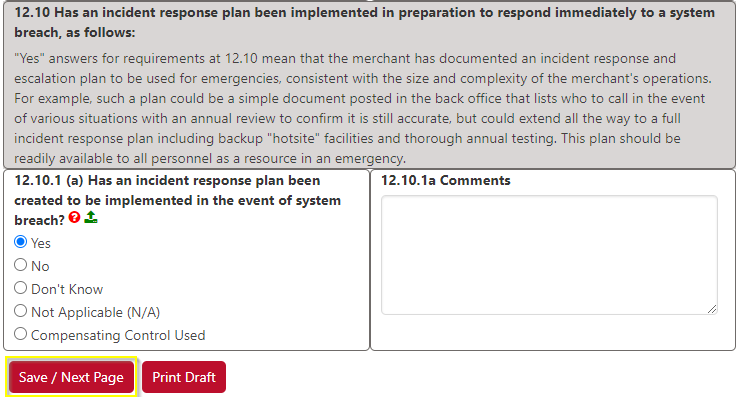 12.10 Has an incident response plan been implemented in preparation to respond immediately to a system
breach, as follows:
"Yes" answers for requirements at 12.10 mean that the merchant has documented an incident response and
escalation plan to be used for emergencies, consistent with the size and complexity of the merchant's operations.
For example, such a plan could be a simple document posted in the back office that lists who to call in the event
of various situations with an annual review to confirm it is still accurate, but could extend all the way to a full
incident response plan including backup "hotsite" facilities and thorough annual testing. This plan should be
readily available to all personnel as a resource in an emergency.
12.10.1 (a) Has an incident response plan been
created to be implemented in the event of system
breach?
Yes
No
Don't Know
Not Applicable (N/A)
Compensating Control Used
12.10.1a Comments
Save / Next Page
Print Draft